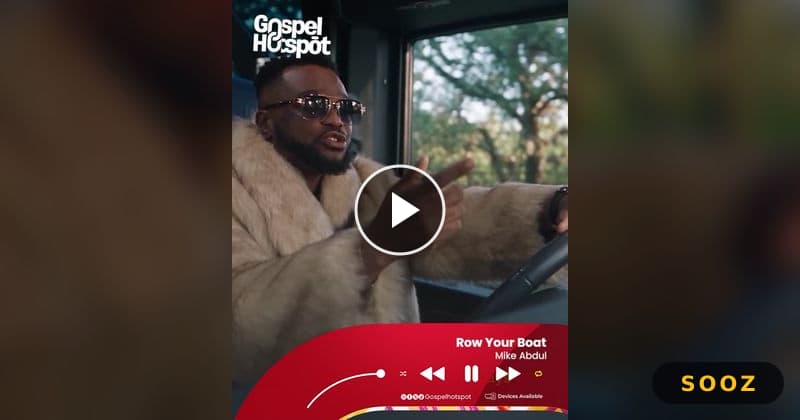 Gospel
Hotspot
Row Your Boat
Mike Abdul
Gospelhotspot
Devices Available
SOOZ